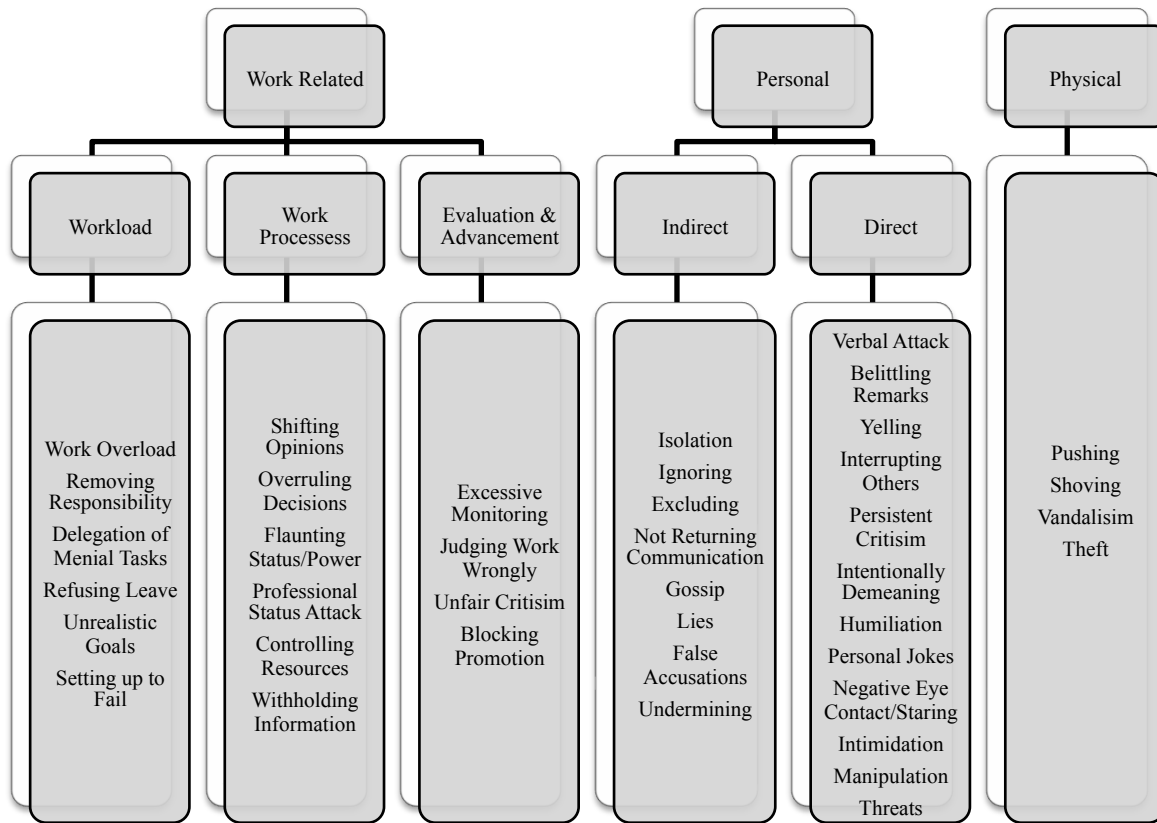 Work Related
Personal
Physical
Workload
Work
Processess
Evaluation &
Advancement
Indirect
Direct
Work Overload
Removing
Responsibility
Delegation of
Menial Tasks
Refusing Leave
Unrealistic
Goals
Setting up to
Fail
Shifting
Opinions
Overruling
Decisions
Flaunting
Status/Power
Professional
Status Attack
Controlling
Resources
Withholding
Information
Excessive
Monitoring
Judging Work
Wrongly
Unfair Critisim
Blocking
Promotion
Isolation
Ignoring
Excluding
Not Returning
Communication
Gossip
Lies
False
Accusations
Undermining
Verbal Attack
Belittling
Remarks
Yelling
Interrupting
Others
Persistent
Critisim
Intentionally
Demeaning
Humiliation
Personal Jokes
Negative Eye
Contact/Staring
Intimidation
Manipulation
Threats
Pushing
Shoving
Vandalisim
Theft